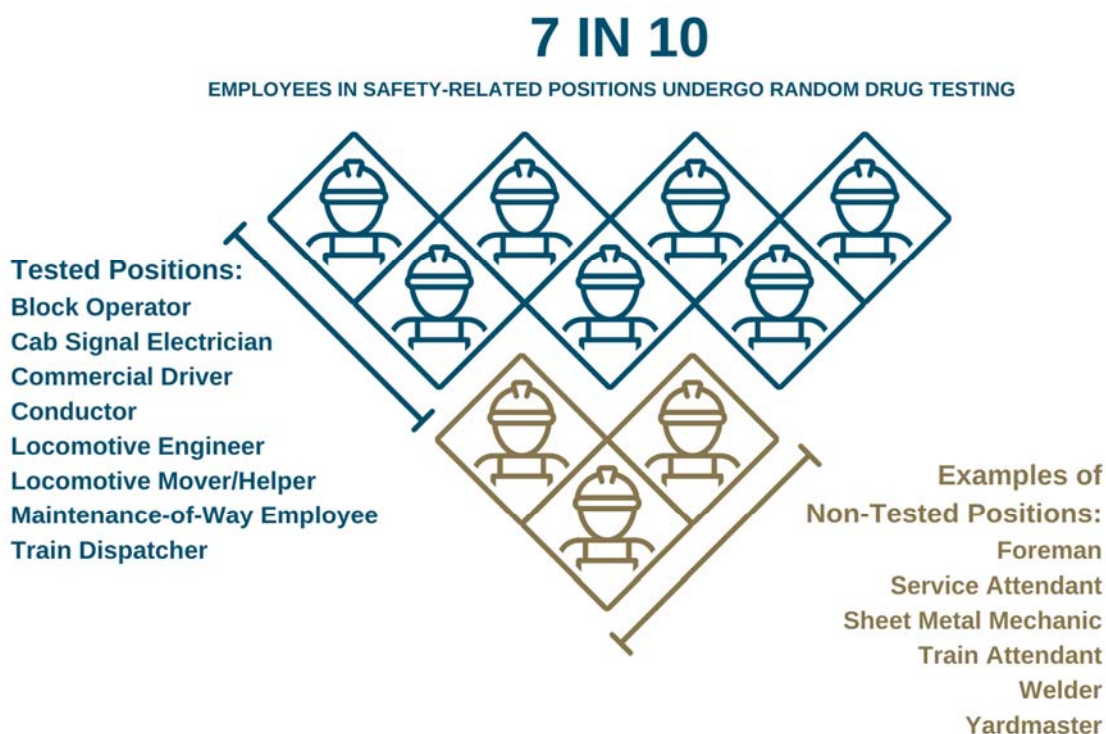 7 IN 10
EMPLOYEES IN SAFETY-RELATED POSITIONS UNDERGO RANDOM DRUG TESTING
Tested Positions:
Block Operator
Cab Signal Electrician
Commercial Driver
Conductor
Locomotive Engineer
Locomotive Mover/Helper
Maintenance-of-Way Employee
Train Dispatcher
Examples of
Non-Tested Positions:
Foreman
Service Attendant
Sheet Metal Mechanic
Train Attendant
Welder
Yardmaster